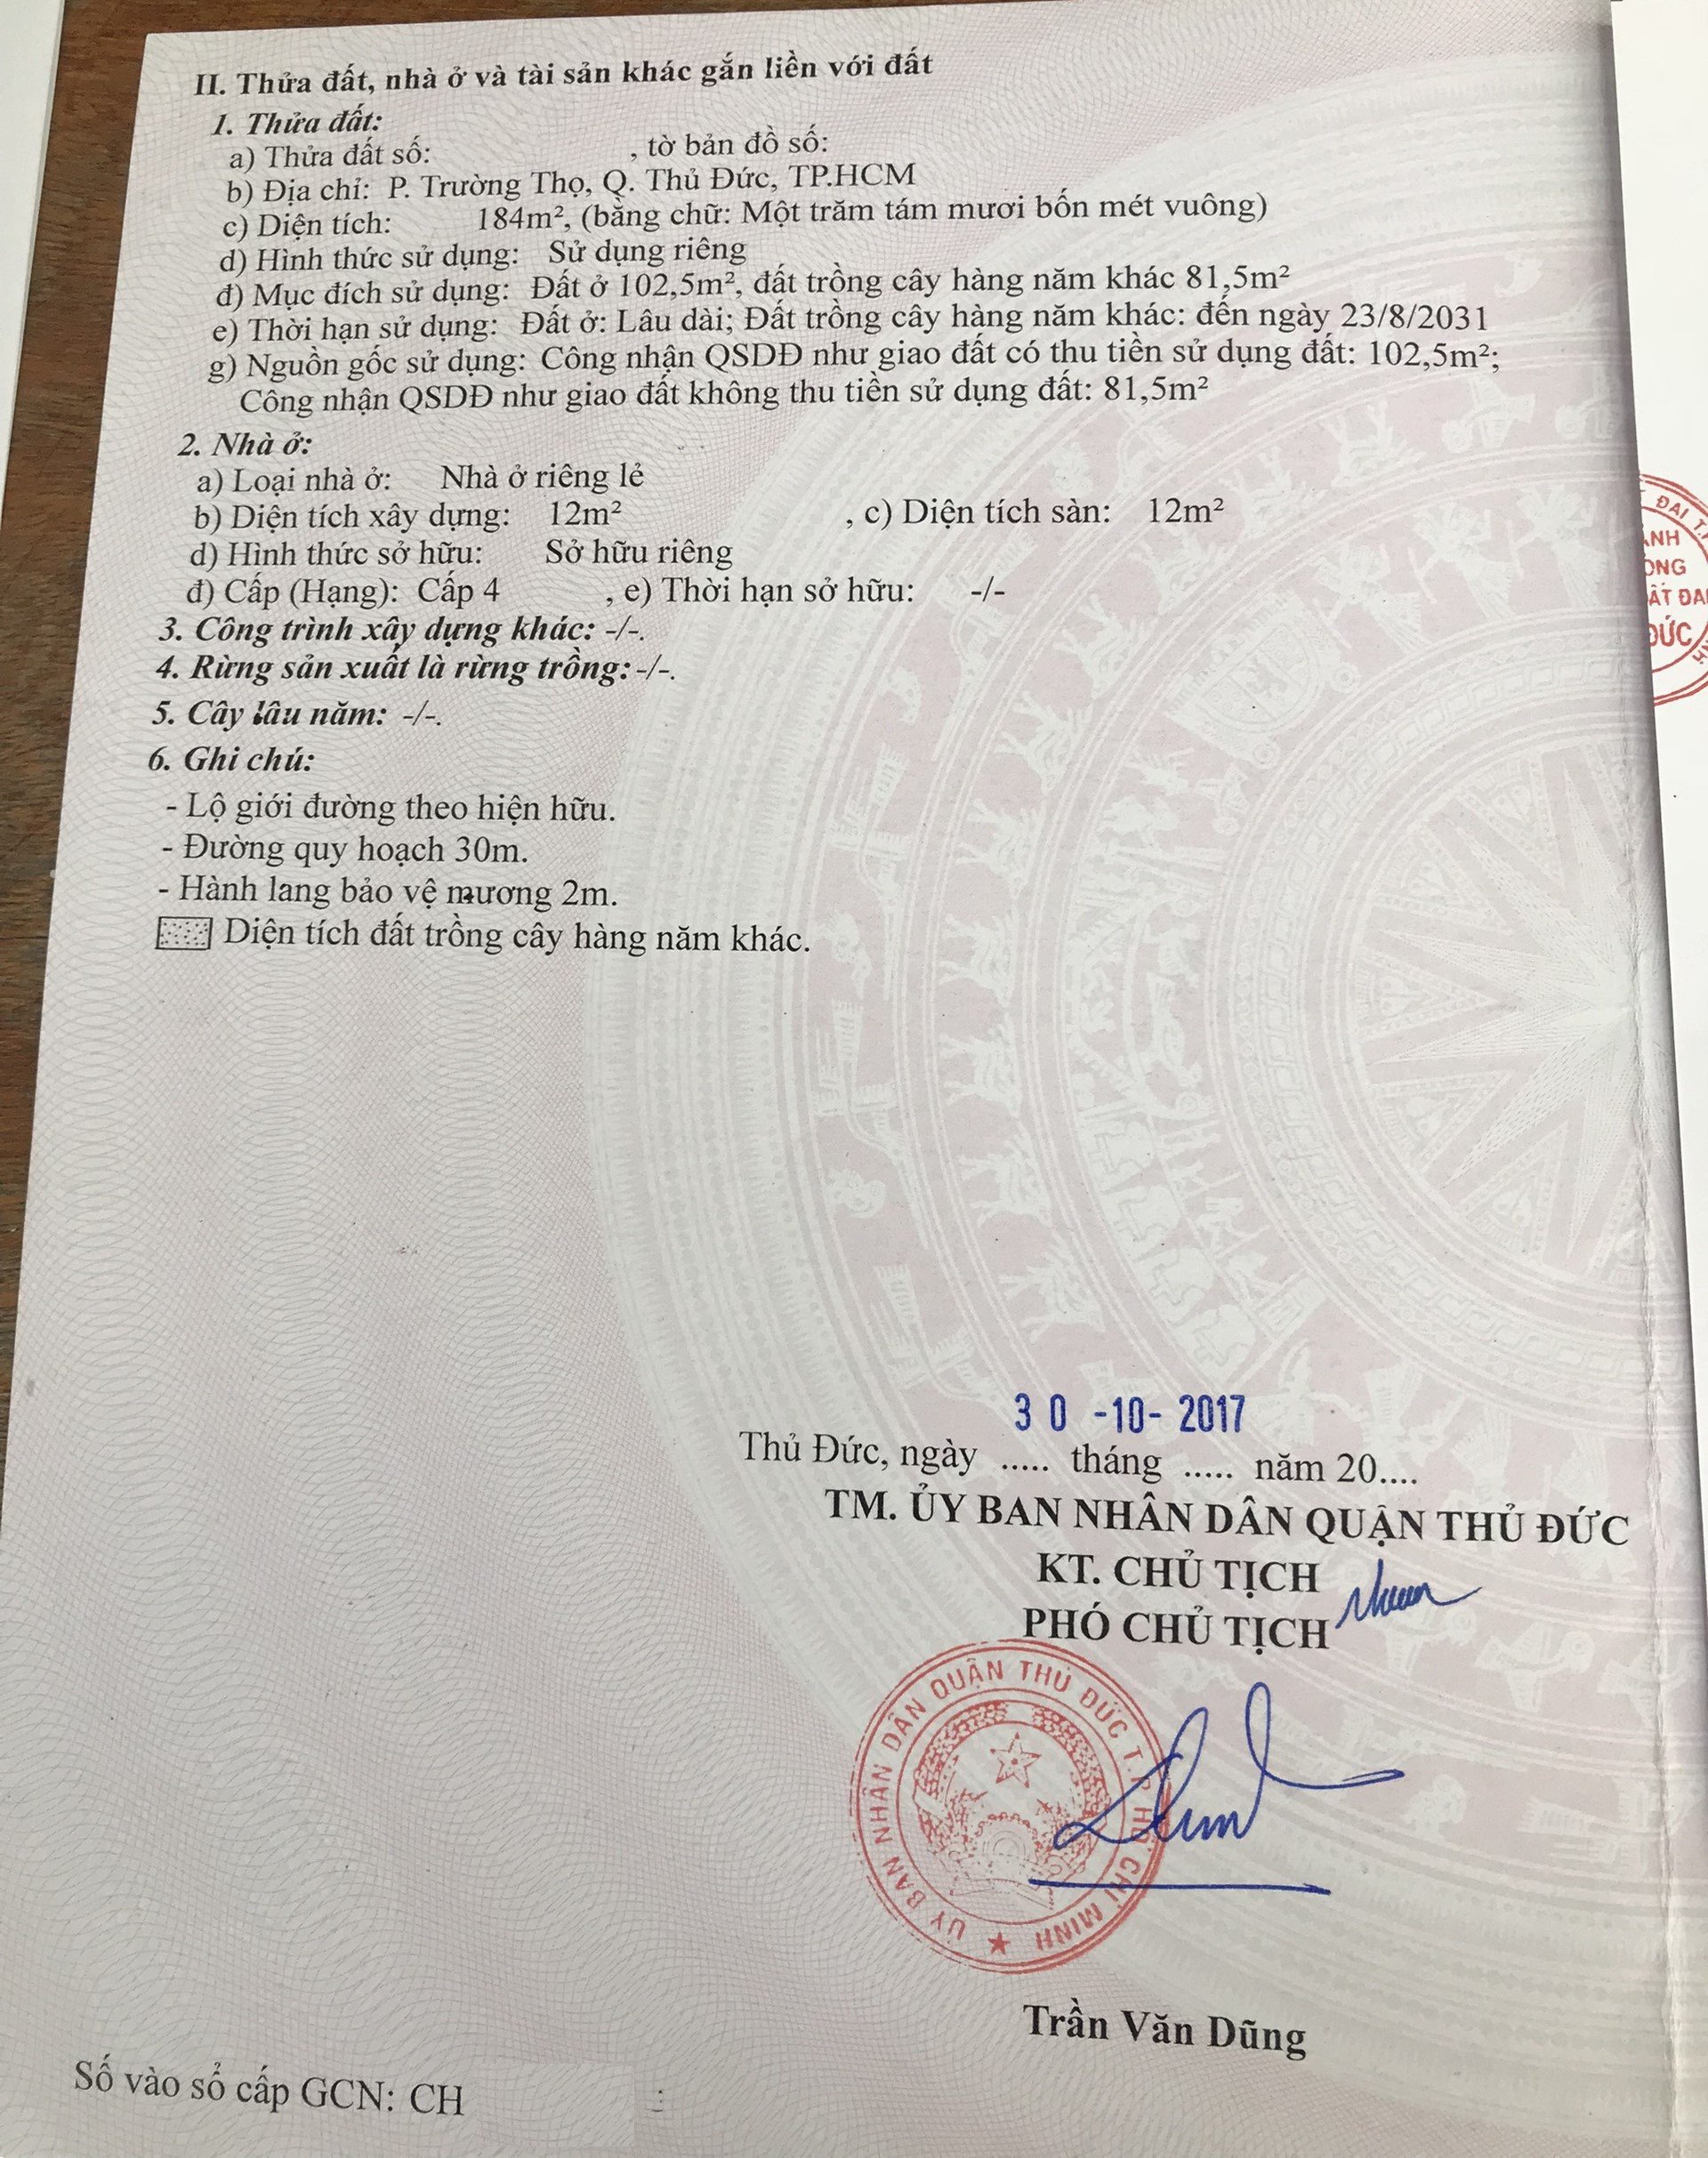 II. Thửa đất, nhà ở và tài sản khác gắn liền với đất
1. Thửa đất:
a) Thửa đất số: , tờ bản đồ số:
b) Địa chỉ: P. Trường Thọ, Q. Thủ Đức, TP.HCM
c) Diện tích: 184m², (bằng chữ: Một trăm tám mươi bốn mét vuông)
d) Hình thức sử dụng: Sử dụng riêng
đ) Mục đích sử dụng: Đất ở 102,5m², đất trồng cây hàng năm khác 81,5m²
e) Thời hạn sử dụng: Đất ở: Lâu dài; Đất trồng cây hàng năm khác: đến ngày 23/8/2031
g) Nguồn gốc sử dụng: Công nhận QSDĐ như giao đất có thu tiền sử dụng đất: 102,5m²;
Công nhận QSDĐ như giao đất không thu tiền sử dụng đất: 81,5m²
2. Nhà ở:
a) Loại nhà ở: Nhà ở riêng lẻ
b) Diện tích xây dựng: 12m² , c) Diện tích sàn: 12m²
d) Hình thức sở hữu: Sở hữu riêng
đ) Cấp (Hạng): Cấp 4 , e) Thời hạn sở hữu: -/-
3. Công trình xây dựng khác: -/-.
4. Rừng sản xuất là rừng trồng: -/-.
5. Cây lâu năm: -/-.
6. Ghi chú:
- Lộ giới đường theo hiện hữu.
- Đường quy hoạch 30m.
- Hành lang bảo vệ mương 2m.
Diện tích đất trồng cây hàng năm khác.
30 -10- 2017
Thủ Đức, ngày ..... tháng ..... năm 20....
TM. ỦY BAN NHÂN DÂN QUẬN THỦ ĐỨC
KT. CHỦ TỊCH
PHÓ CHỦ TỊCH
ỦY BAN NHÂN DÂN QUẬN THỦ ĐỨC T.P HỒ CHÍ MINH
Trần Văn Dũng
Số vào sổ cấp GCN: CH
ĐAI
ẤT ĐAI
ĐỨC